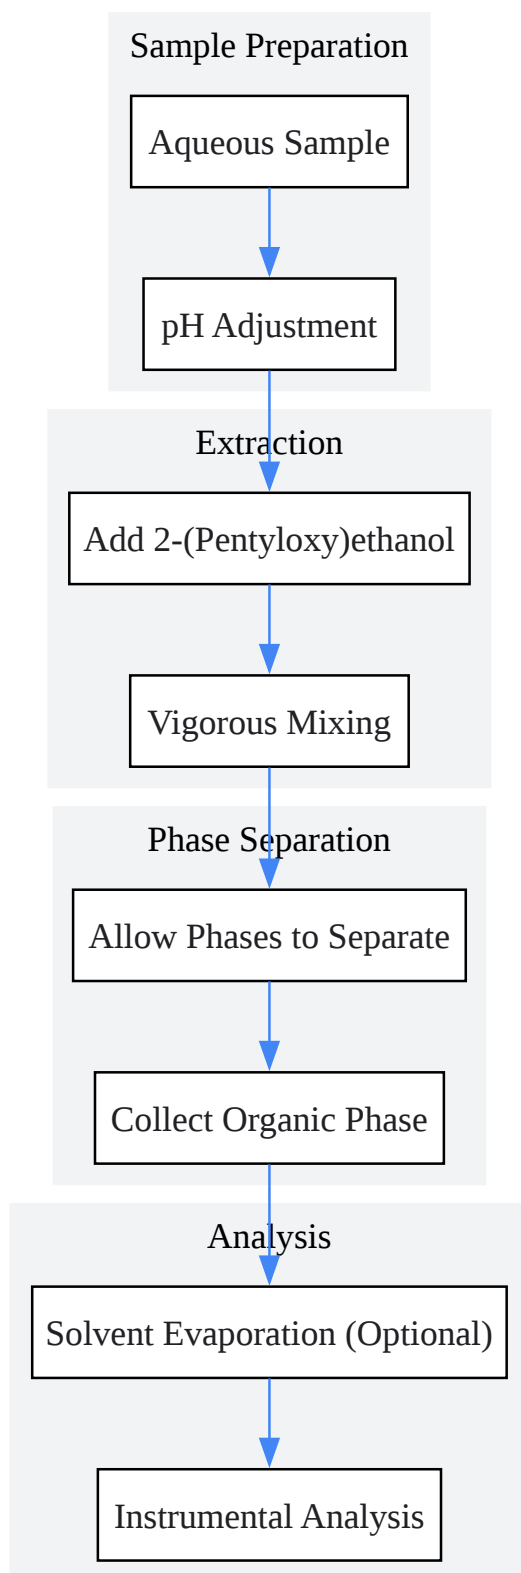 Sample Preparation
Aqueous Sample
pH Adjustment
Extraction
Add 2-(Pentyloxy)ethanol
Vigorous Mixing
Phase Separation
Allow Phases to Separate
Collect Organic Phase
Analysis
Solvent Evaporation (Optional)
Instrumental Analysis